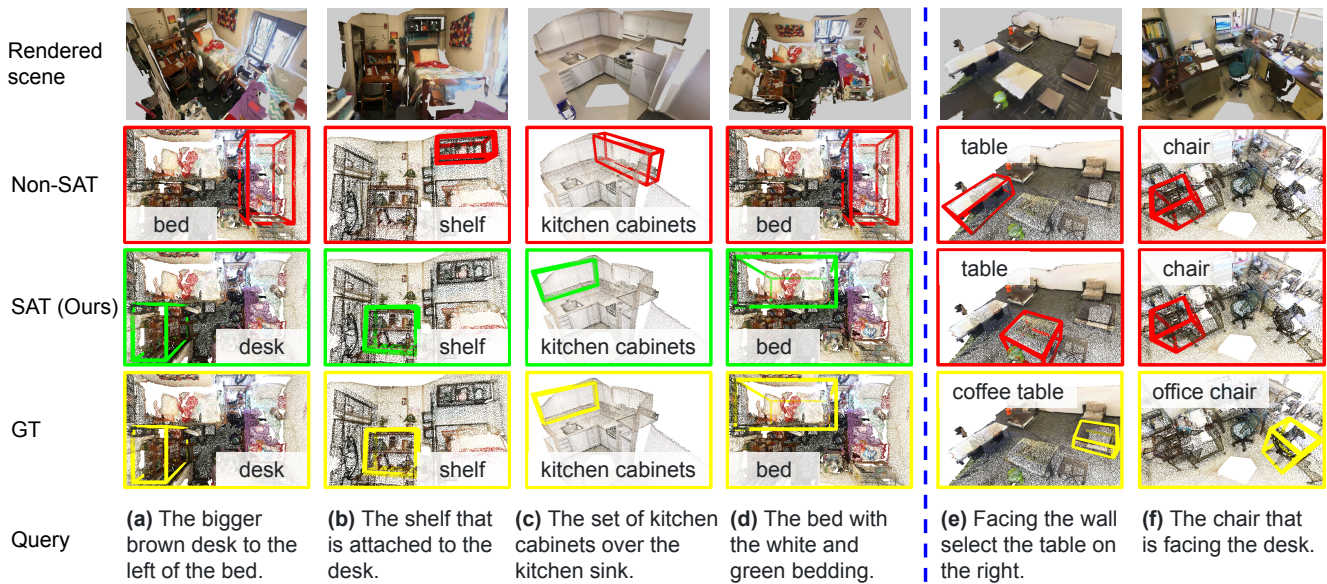 Rendered
scene
Non-SAT
bed
shelf
kitchen cabinets
bed
table
chair
SAT (Ours)
desk
shelf
kitchen cabinets
bed
table
chair
GT
desk
shelf
kitchen cabinets
bed
coffee table
office chair
Query
(a) The bigger
brown desk to the
left of the bed.
(b) The shelf that
is attached to the
desk.
(c) The set of kitchen
cabinets over the
kitchen sink.
(d) The bed with
the white and
green bedding.
(e) Facing the wall
select the table on
the right.
(f) The chair that
is facing the desk.